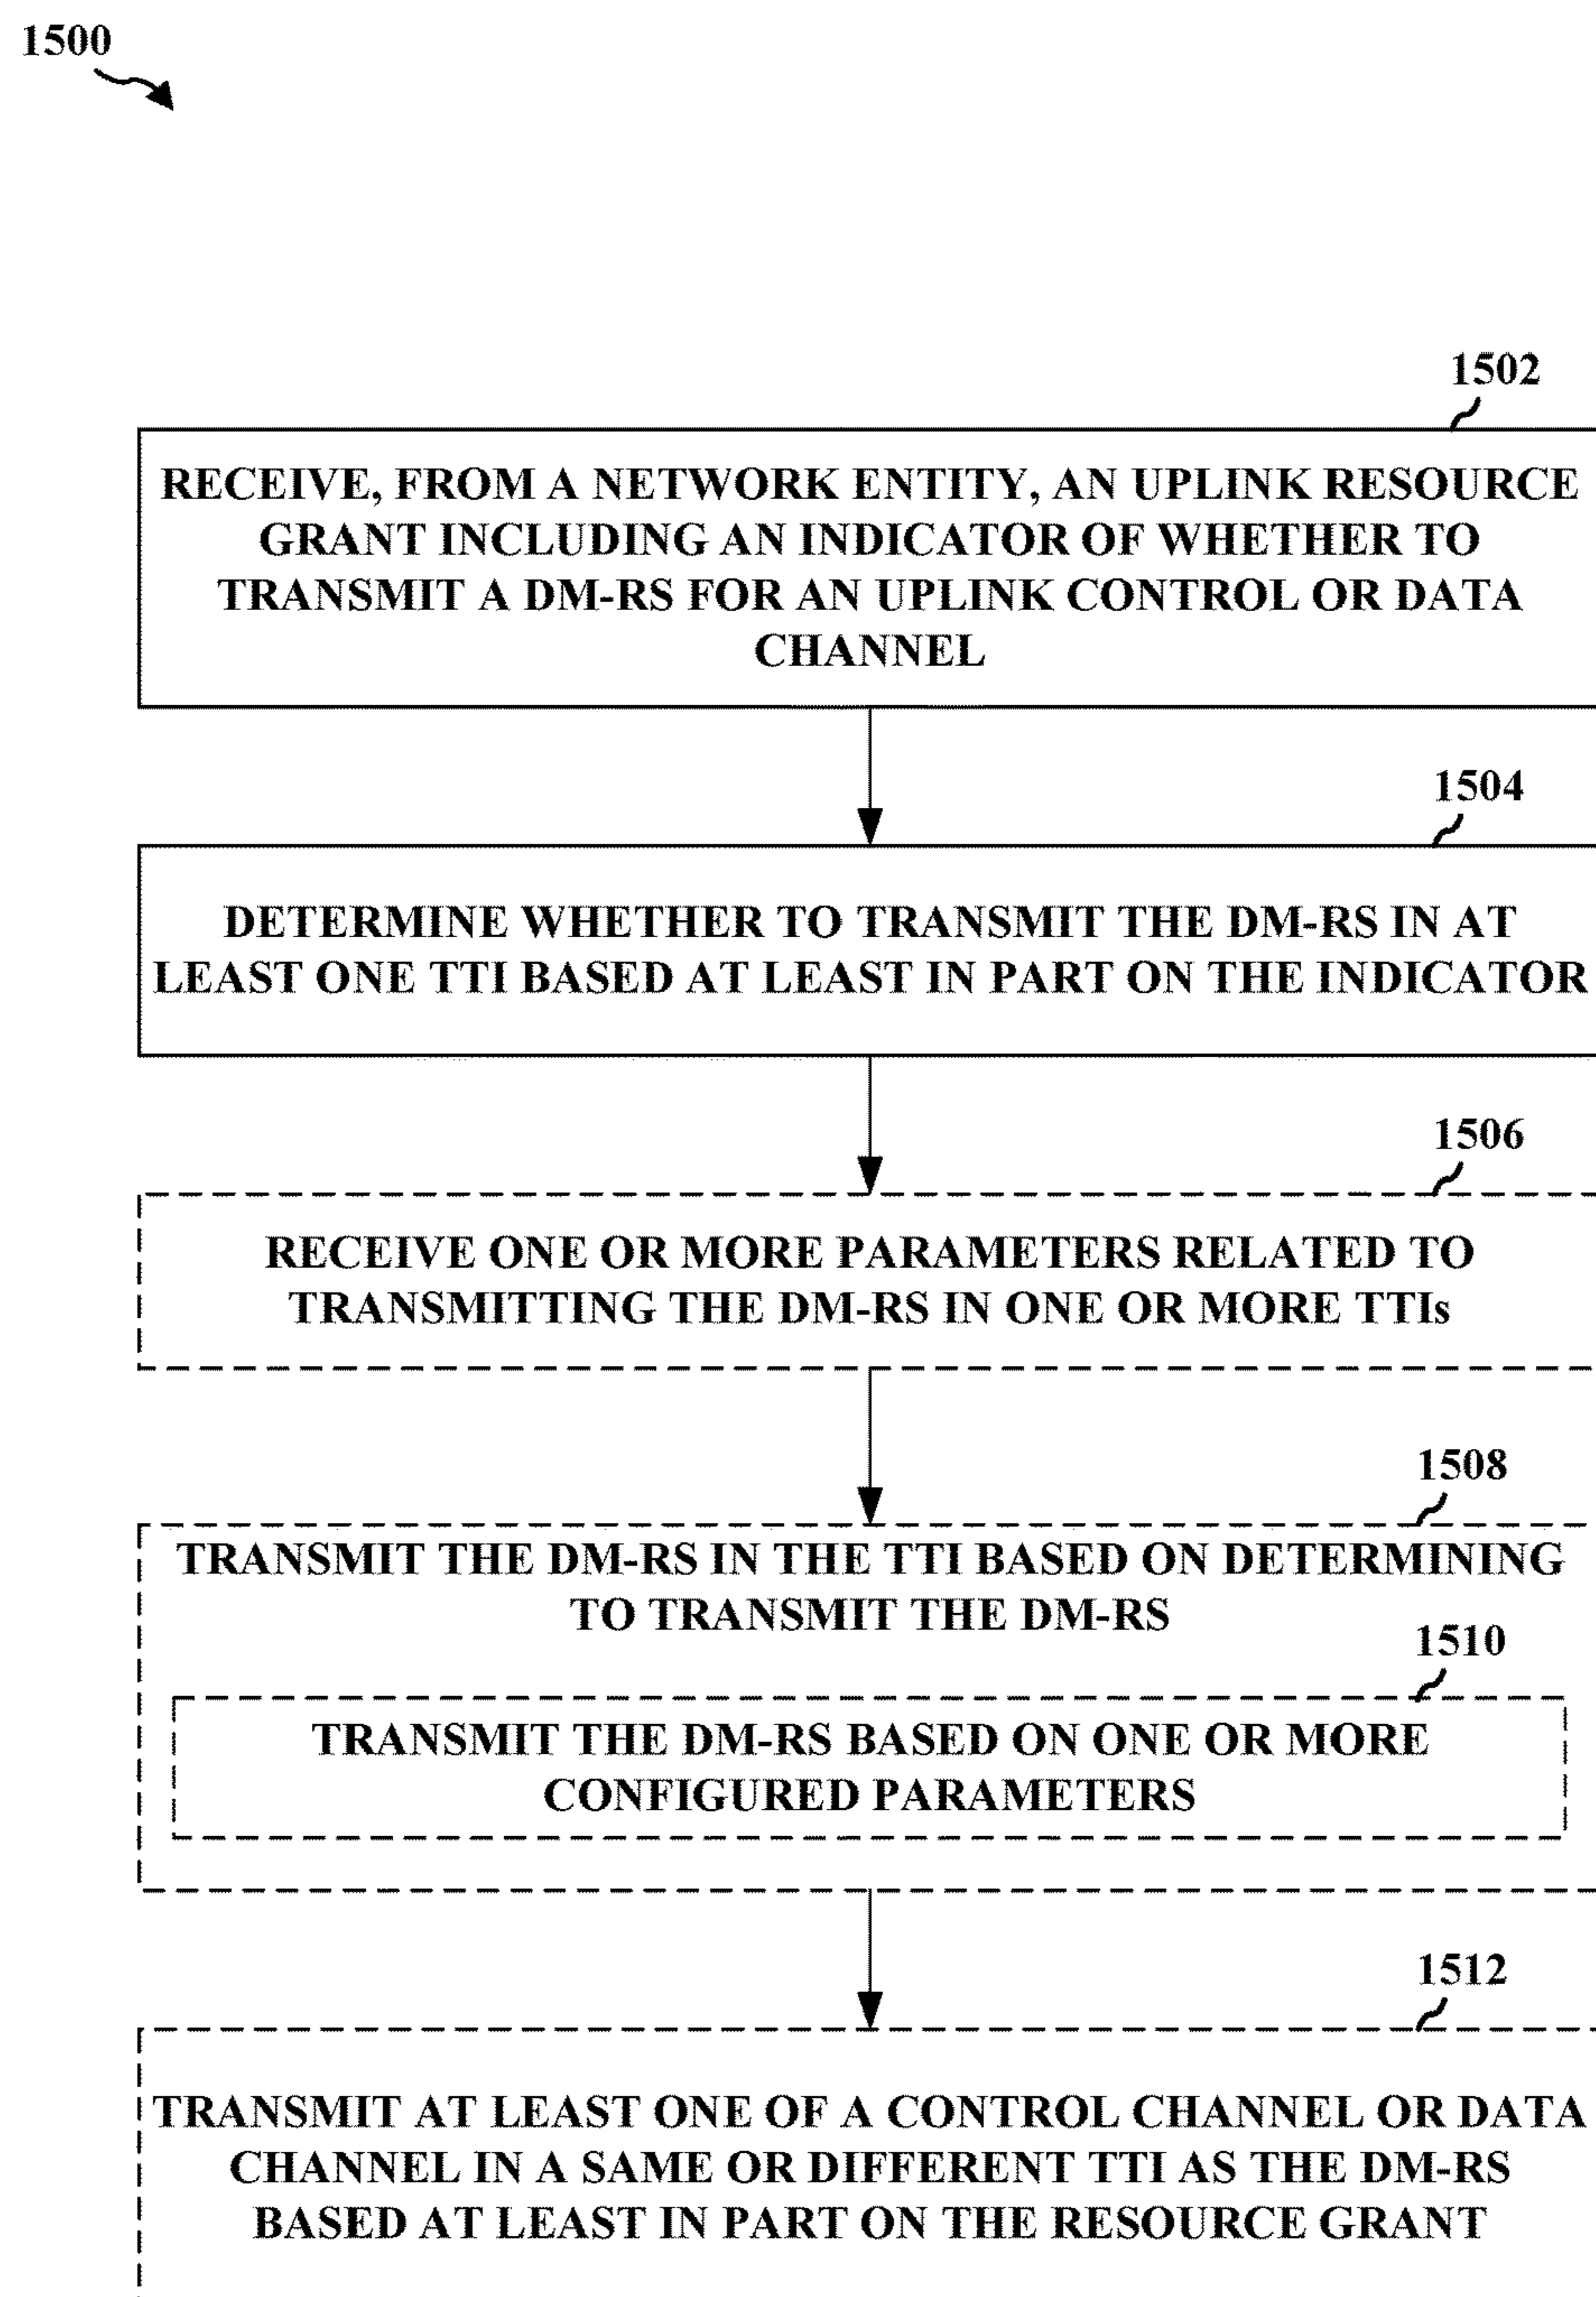 1500
1502
RECEIVE, FROM A NETWORK ENTITY, AN UPLINK RESOURCE
GRANT INCLUDING AN INDICATOR OF WHETHER TO
TRANSMIT A DM-RS FOR AN UPLINK CONTROL OR DATA
CHANNEL
1504
DETERMINE WHETHER TO TRANSMIT THE DM-RS IN AT
LEAST ONE TTI BASED AT LEAST IN PART ON THE INDICATOR
1506
RECEIVE ONE OR MORE PARAMETERS RELATED TO
TRANSMITTING THE DM-RS IN ONE OR MORE TTIs
1508
TRANSMIT THE DM-RS IN THE TTI BASED ON DETERMINING
TO TRANSMIT THE DM-RS
1510
TRANSMIT THE DM-RS BASED ON ONE OR MORE
CONFIGURED PARAMETERS
1512
TRANSMIT AT LEAST ONE OF A CONTROL CHANNEL OR DATA
CHANNEL IN A SAME OR DIFFERENT TTI AS THE DM-RS
BASED AT LEAST IN PART ON THE RESOURCE GRANT